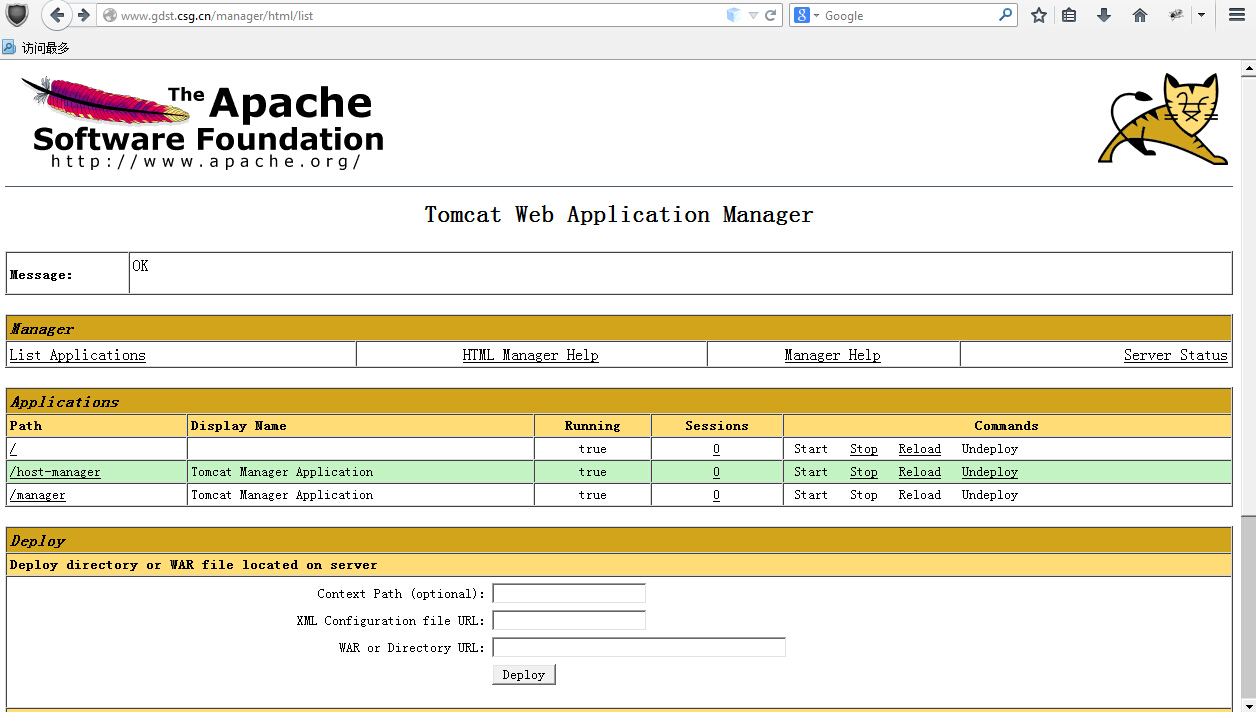 www.gdst.csg.cn/manager/html/list
8 Google
访问最多
The Apache
Software Foundation
http://www.apache.org/
Tomcat Web Application Manager
Message: OK
Manager
List Applications HTML Manager Help Manager Help Server Status
Applications
Path Display Name Running Sessions Commands
/ true 0 Start Stop Reload Undeploy
/host-manager Tomcat Manager Application true 0 Start Stop Reload Undeploy
/manager Tomcat Manager Application true 0 Start Stop Reload Undeploy
Deploy
Deploy directory or WAR file located on server
Context Path (optional):
XML Configuration file URL:
WAR or Directory URL:
Deploy